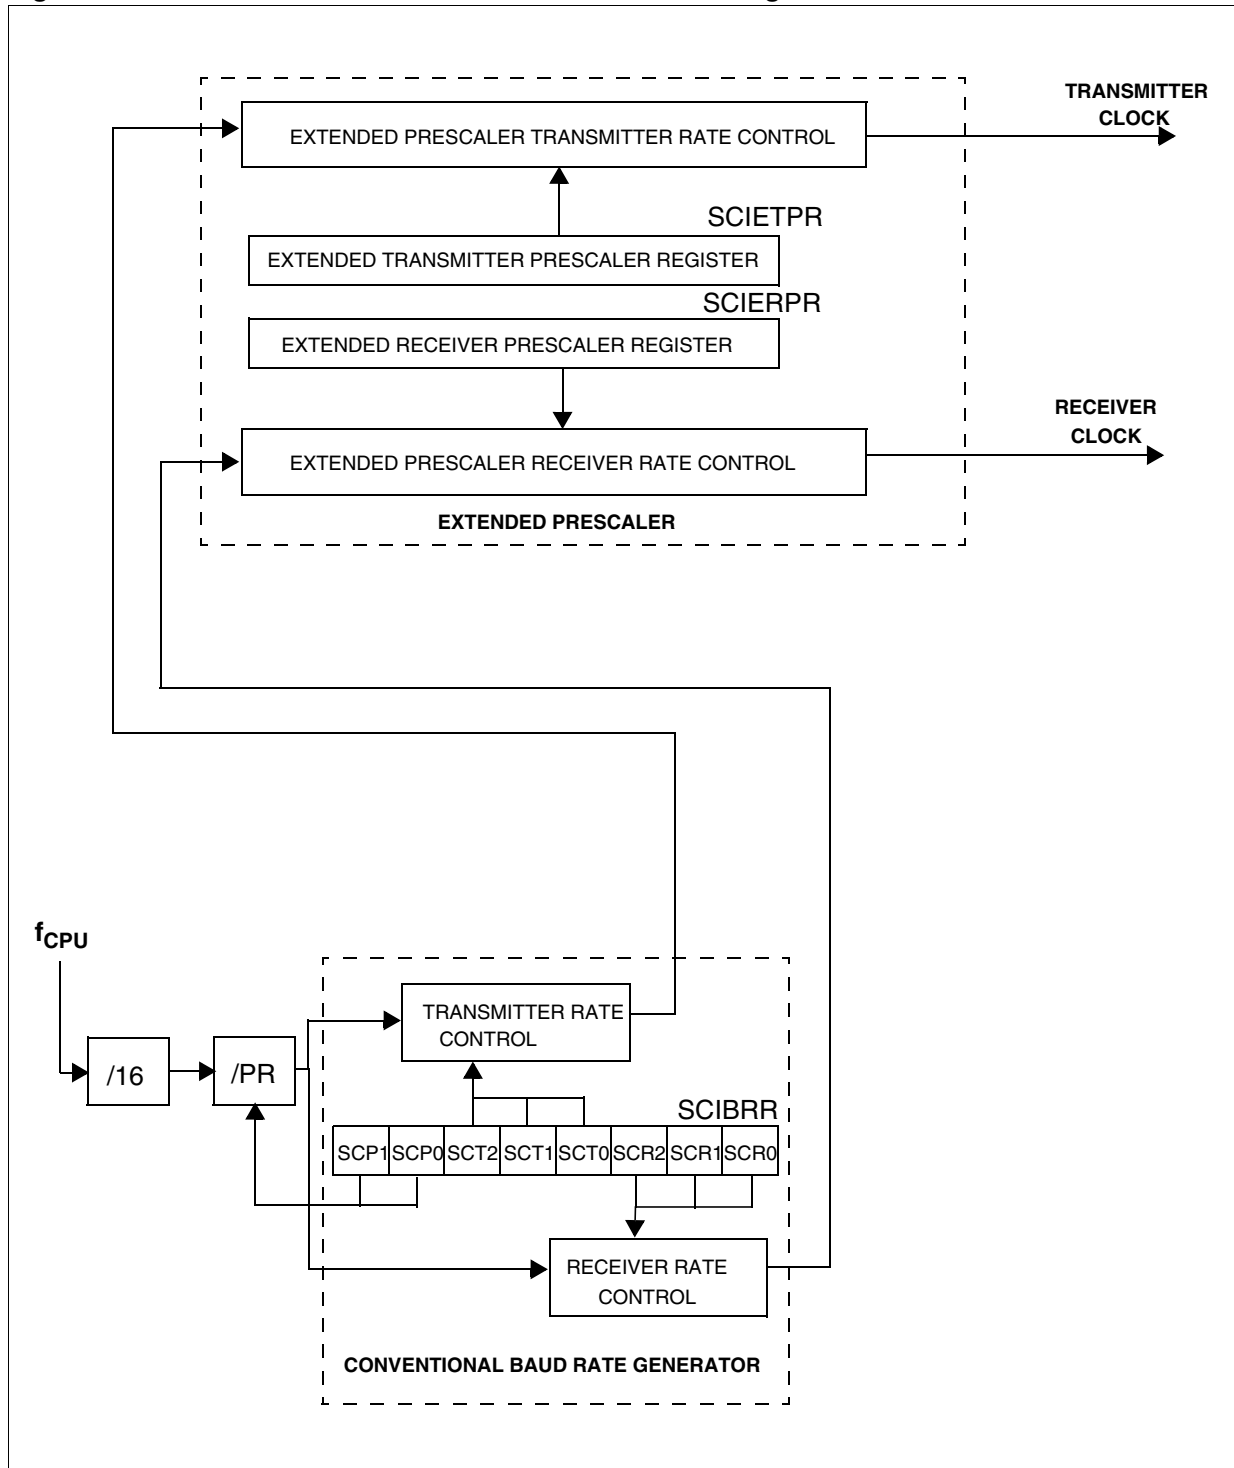 TRANSMITTER
CLOCK
EXTENDED PRESCALER TRANSMITTER RATE CONTROL
SCIETPR
EXTENDED TRANSMITTER PRESCALER REGISTER
SCIERPR
EXTENDED RECEIVER PRESCALER REGISTER
RECEIVER
CLOCK
EXTENDED PRESCALER RECEIVER RATE CONTROL
EXTENDED PRESCALER
fCPU
TRANSMITTER RATE
CONTROL
/16
/PR
SCIBRR
SCP1 SCP0 SCT2 SCT1 SCT0 SCR2 SCR1 SCR0
RECEIVER RATE
CONTROL
CONVENTIONAL BAUD RATE GENERATOR